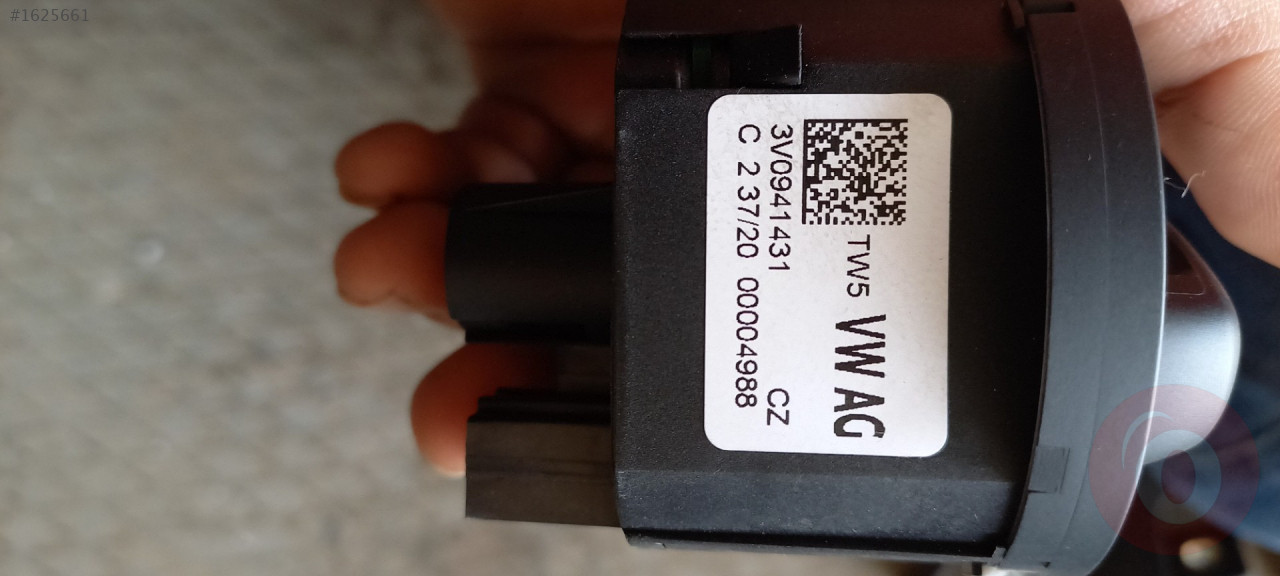 #1625661
TW5 VW AG
3V0941431 CZ
C 2 37/20 00004988